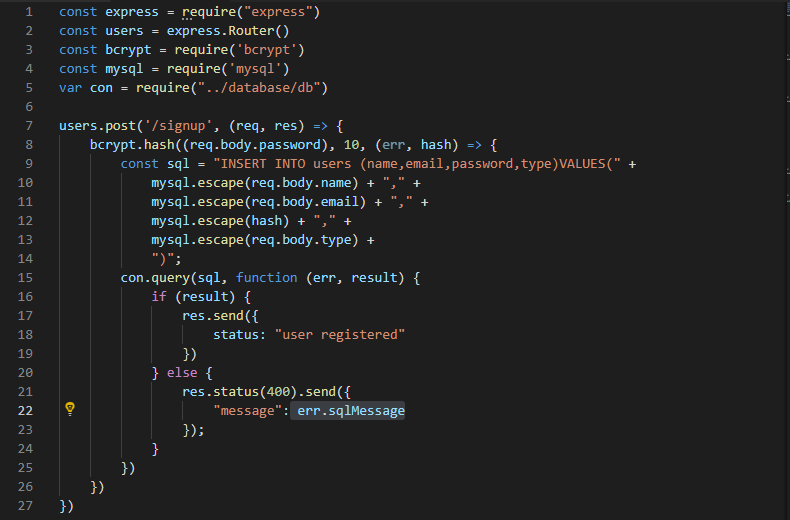 1 const express = require("express")
2 const users = express.Router()
3 const bcrypt = require('bcrypt')
4 const mysql = require('mysql')
5 var con = require("../database/db")
6
7 users.post('/signup', (req, res) => {
8     bcrypt.hash((req.body.password), 10, (err, hash) => {
9         const sql = "INSERT INTO users (name,email,password,type)VALUES(" +
10             mysql.escape(req.body.name) + "," +
11             mysql.escape(req.body.email) + "," +
12             mysql.escape(hash) + "," +
13             mysql.escape(req.body.type) +
14             ")";
15         con.query(sql, function (err, result) {
16             if (result) {
17                 res.send({
18                     status: "user registered"
19                 })
20             } else {
21                 res.status(400).send({
22                     "message": err.sqlMessage
23                 });
24             }
25         })
26     })
27 })